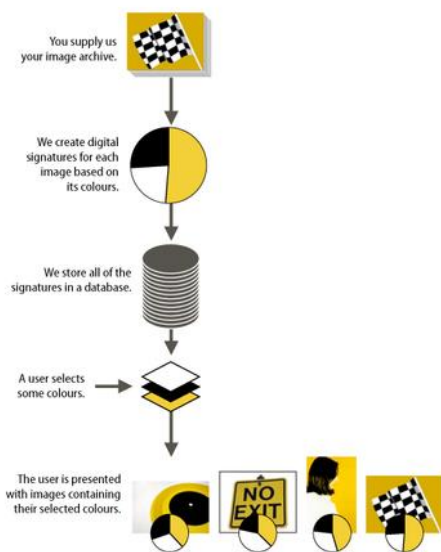 You supply us
your image archive.
We create digital
signatures for each
image based on
its colours.
We store all of the
signatures in a database.
A user selects
some colours.
The user is presented
with images containing
their selected colours.
NO
EXIT